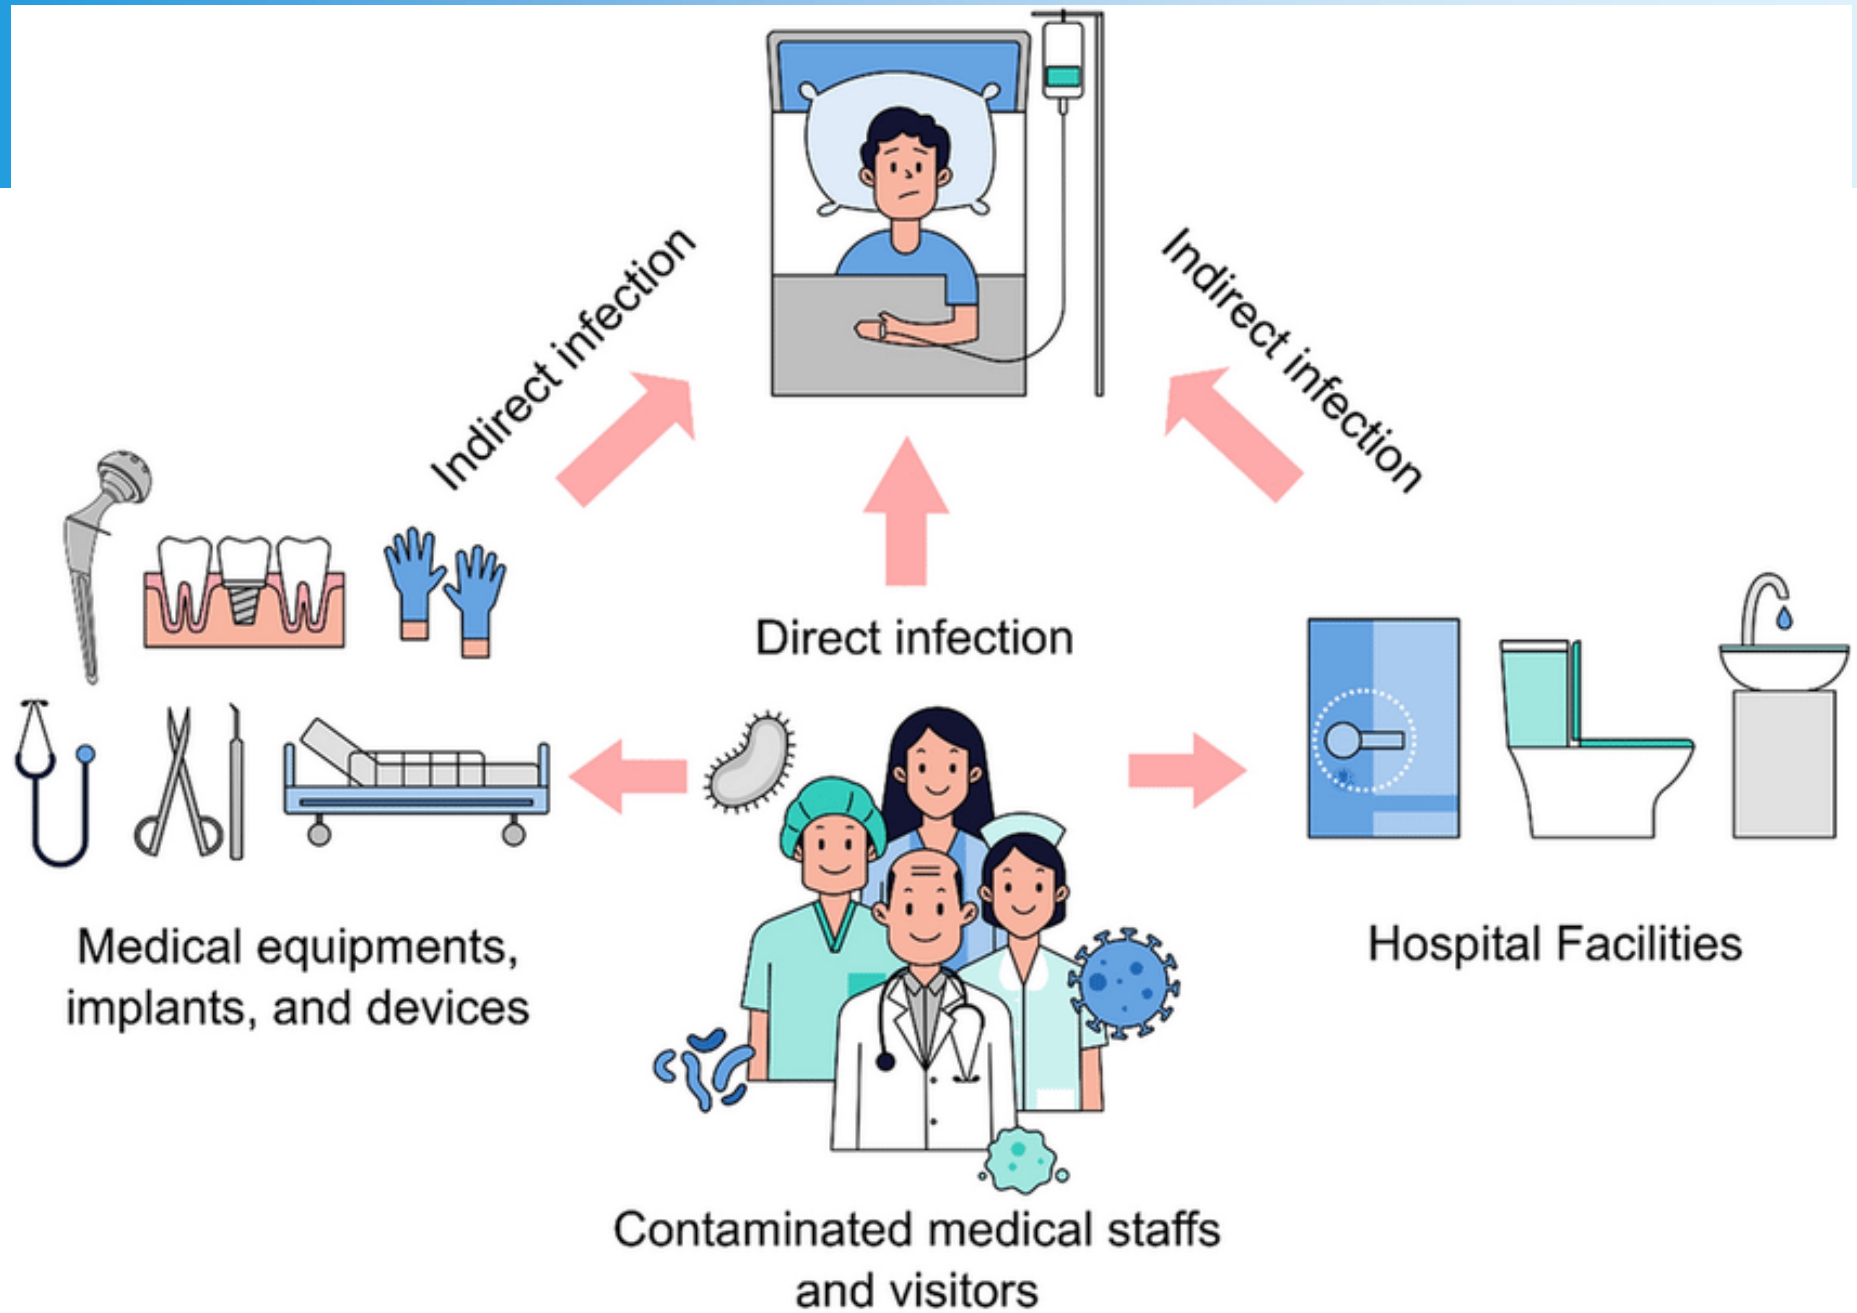 Indirect infection
Indirect infection
Direct infection
Medical equipments,
implants, and devices
Hospital Facilities
Contaminated medical staffs
and visitors